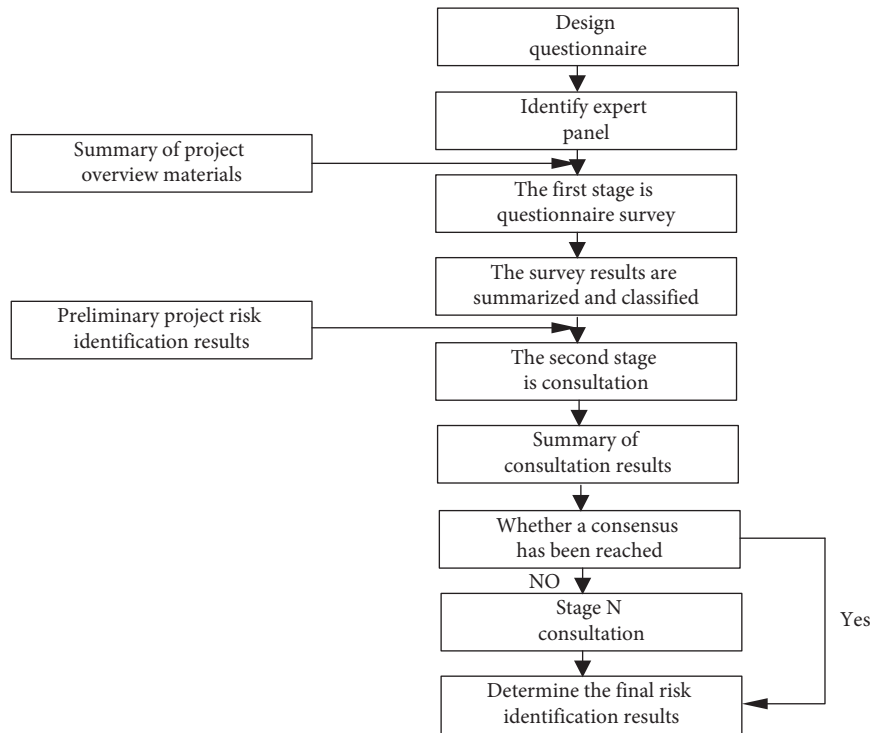 Design
questionnaire
Identify expert
panel
Summary of project
overview materials
The first stage is
questionnaire survey
The survey results are
summarized and classified
Preliminary project risk
identification results
The second stage
is consultation
Summary of
consultation results
Whether a consensus
has been reached
NO
Yes
Stage N
consultation
Determine the final risk
identification results